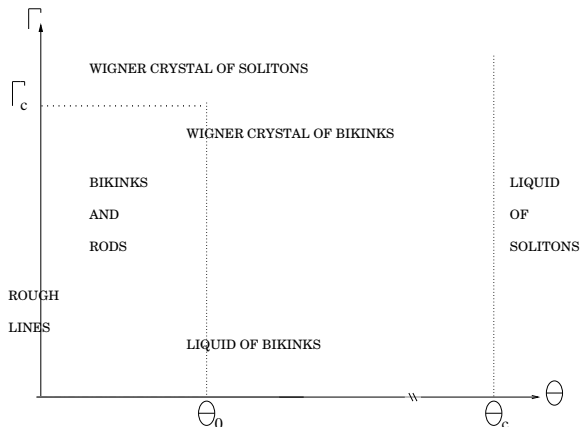 Γ
WIGNER CRYSTAL OF SOLITONS
Γc
WIGNER CRYSTAL OF BIKINKS
BIKINKS
LIQUID
AND
OF
RODS
SOLITONS
ROUGH
LINES
LIQUID OF BIKINKS
Θ
Θ0
Θc